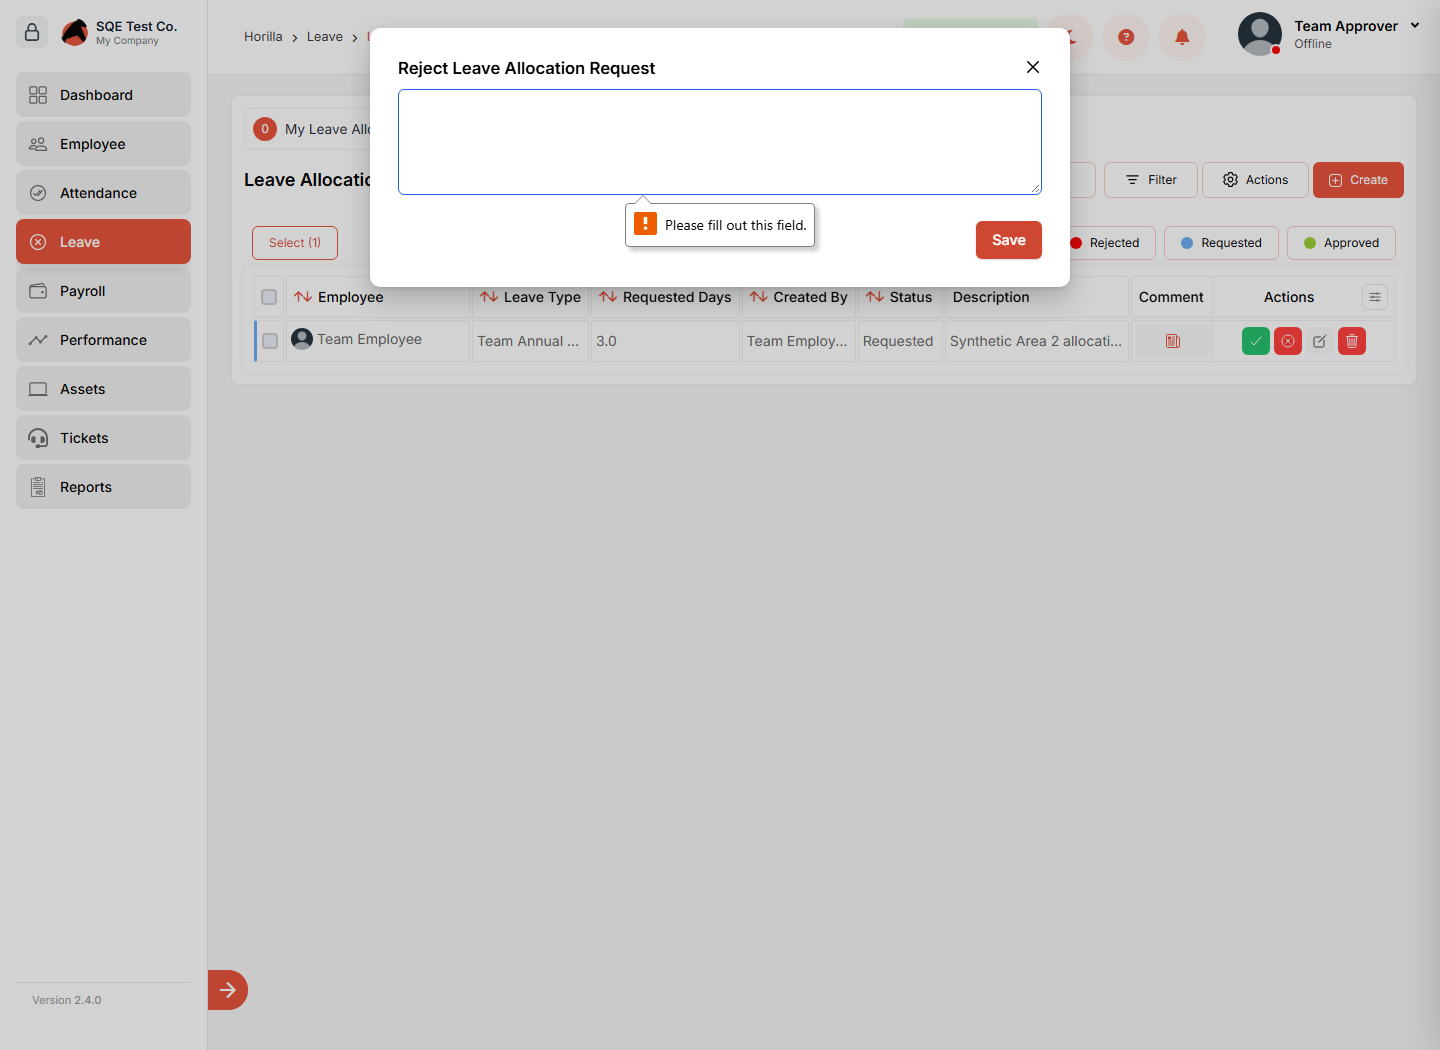 SQE Test Co.
My Company
Horilla
Leave
Team Approver
Offline
Reject Leave Allocation Request
Please fill out this field.
Save
Dashboard
Employee
Attendance
Leave
Payroll
Performance
Assets
Tickets
Reports
0 My Leave Allo
Leave Allocatio
Filter
Actions
Create
Select (1)
Rejected
Requested
Approved
Employee Leave Type Requested Days Created By Status Description Comment Actions
Team Employee Team Annual ... 3.0 Team Employ... Requested Synthetic Area 2 allocati...
Version 2.4.0